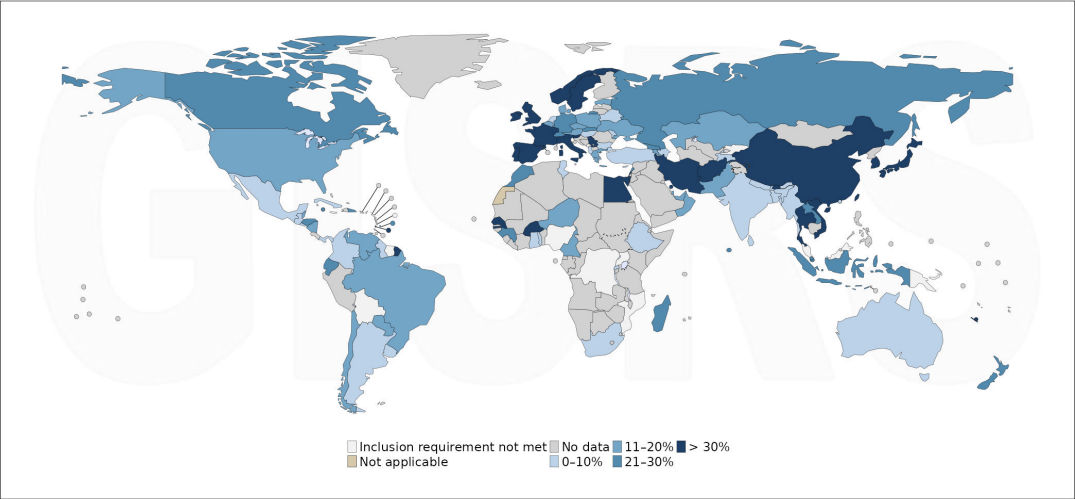 GISRS
Inclusion requirement not met No data 11–20% > 30%
Not applicable 0–10% 21–30%